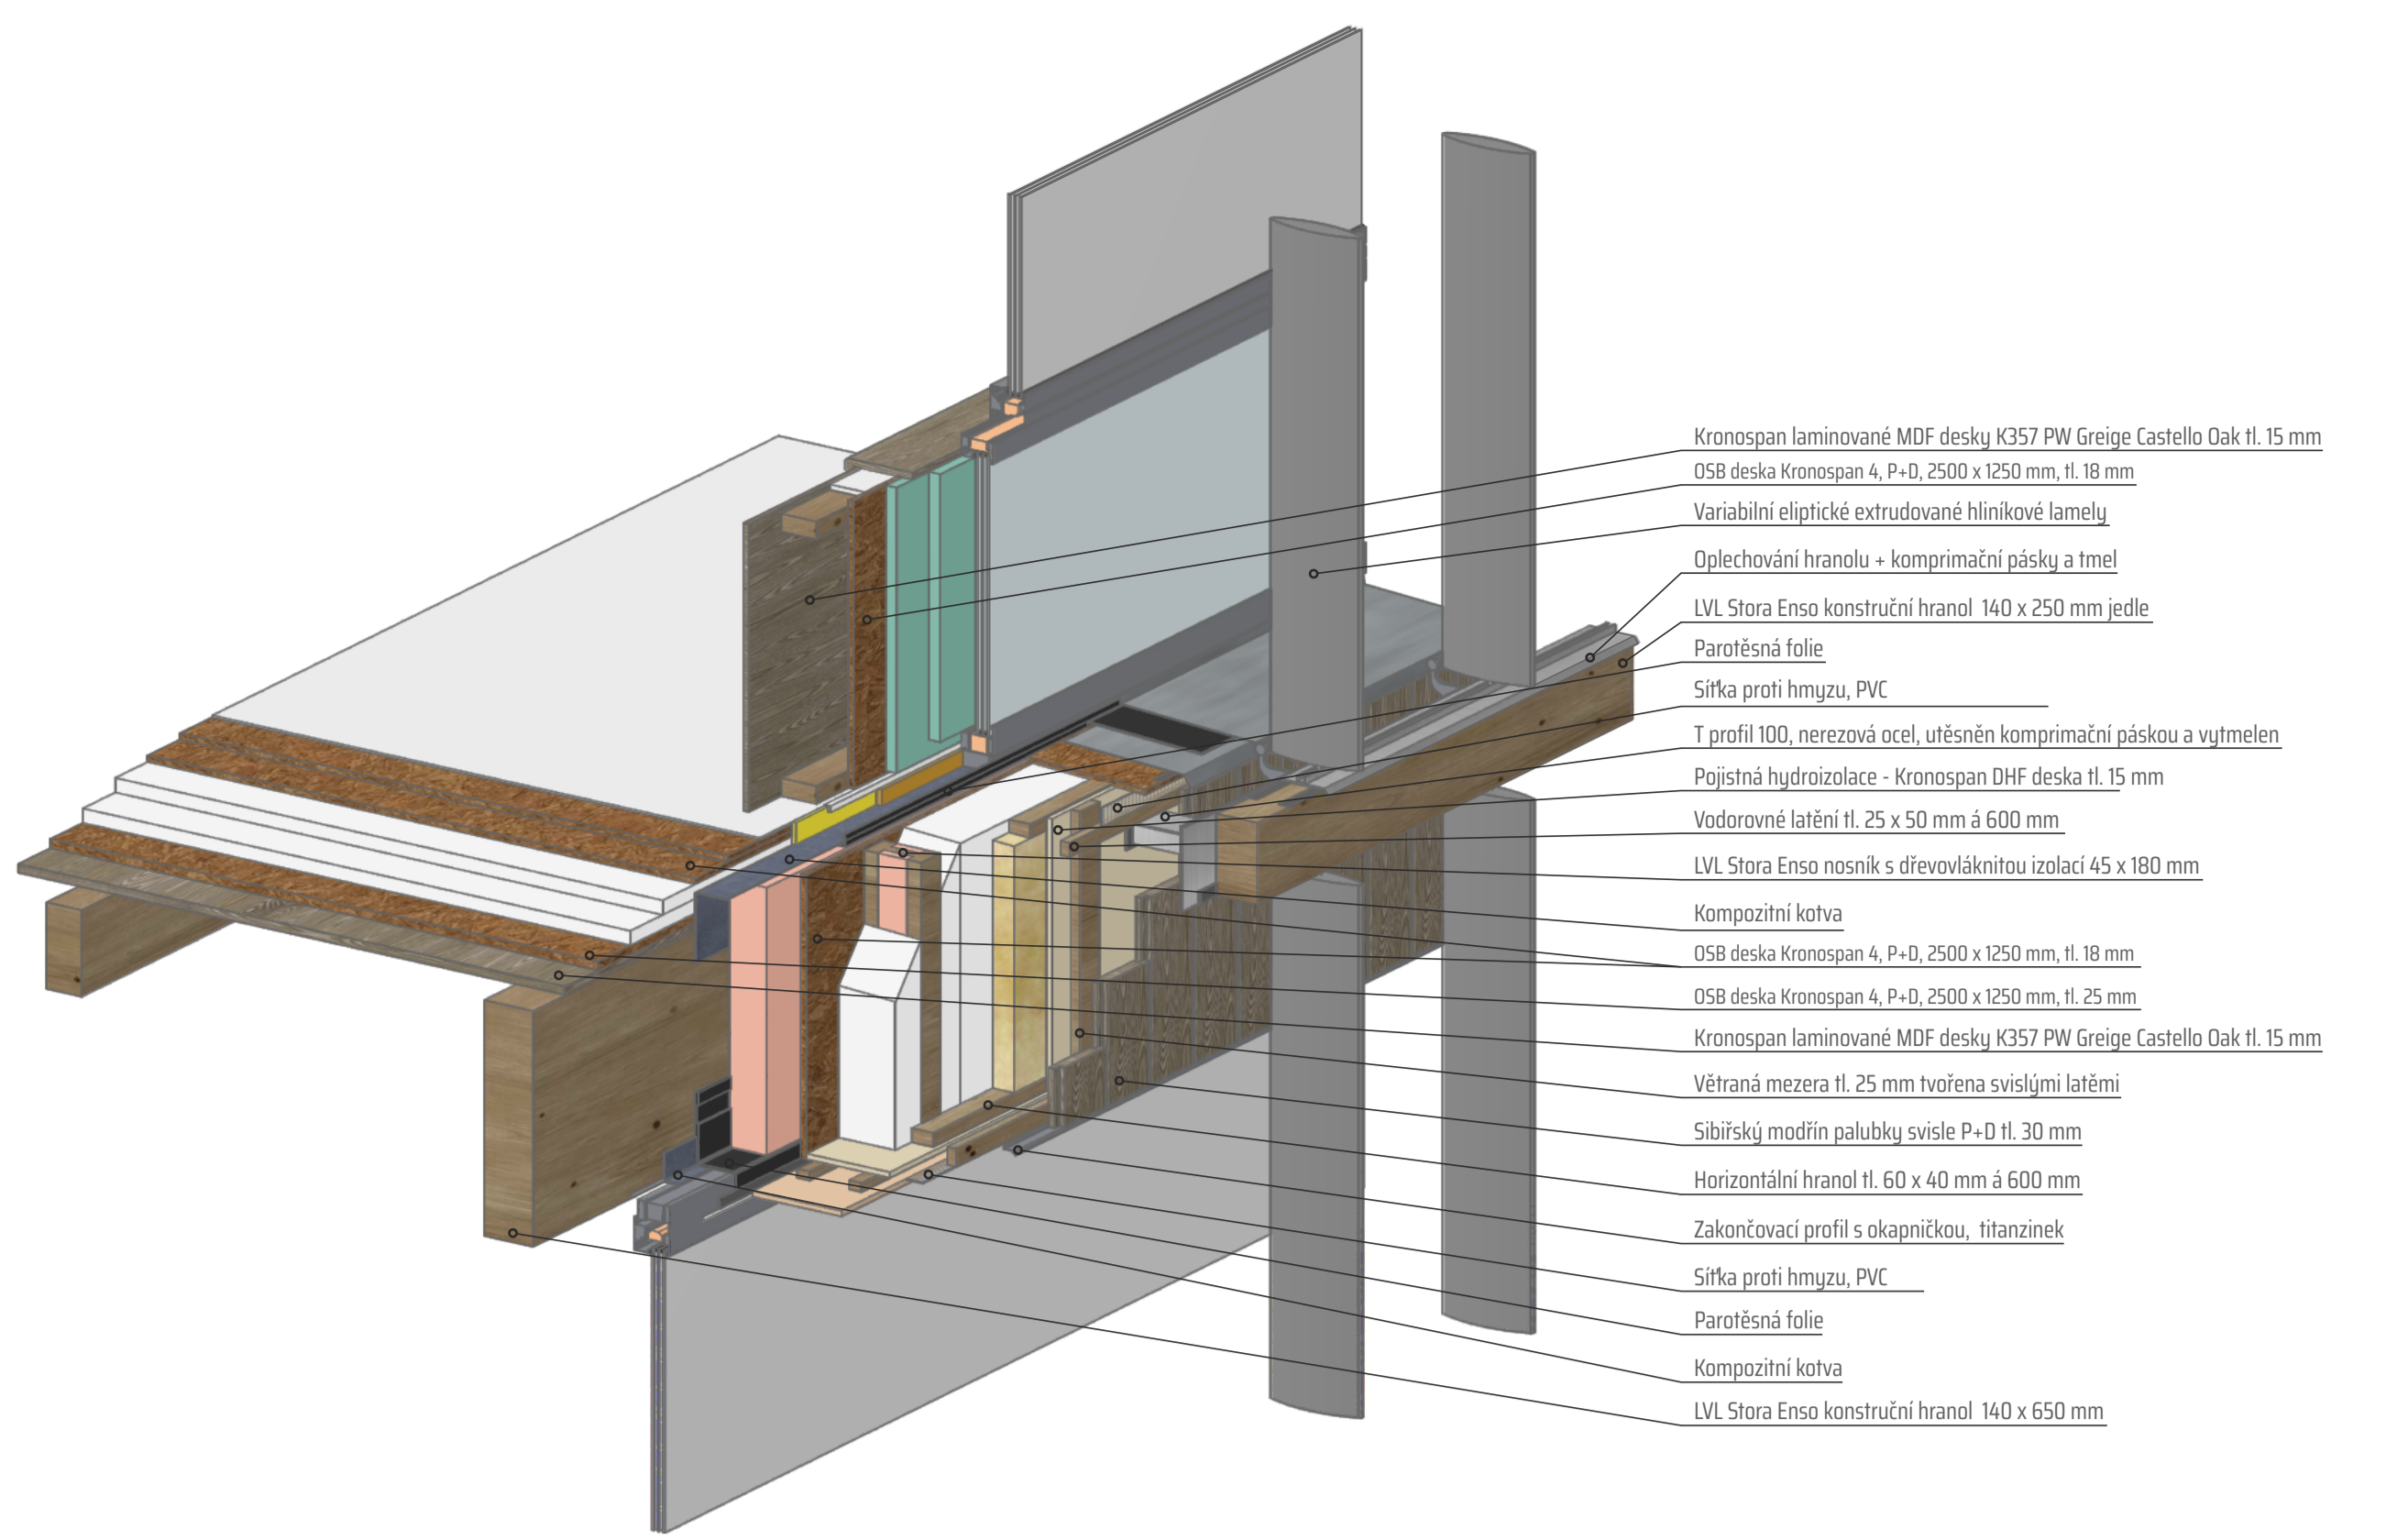 Kronospan laminované MDF desky K357 PW Greige Castello Oak tl. 15 mm
OSB deska Kronospan 4, P+D, 2500 x 1250 mm, tl. 18 mm
Variabilní eliptické extrudované hliníkové lamely
Oplechování hranolu + komprimační pásky a tmel
LVL Stora Enso konstruční hranol 140 x 250 mm jedle
Parotěsná folie
Síťka proti hmyzu, PVC
T profil 100, nerezová ocel, utěsněn komprimační páskou a vytmelen
Pojistná hydroizolace - Kronospan DHF deska tl. 15 mm
Vodorovné latění tl. 25 x 50 mm á 600 mm
LVL Stora Enso nosník s dřevovláknitou izolací 45 x 180 mm
Kompozitní kotva
OSB deska Kronospan 4, P+D, 2500 x 1250 mm, tl. 18 mm
OSB deska Kronospan 4, P+D, 2500 x 1250 mm, tl. 25 mm
Kronospan laminované MDF desky K357 PW Greige Castello Oak tl. 15 mm
Větraná mezera tl. 25 mm tvořena svislými latěmi
Sibiřský modřín palubky svisle P+D tl. 30 mm
Horizontální hranol tl. 60 x 40 mm á 600 mm
Zakončovací profil s okapničkou, titanzinek
Síťka proti hmyzu, PVC
Parotěsná folie
Kompozitní kotva
LVL Stora Enso konstruční hranol 140 x 650 mm